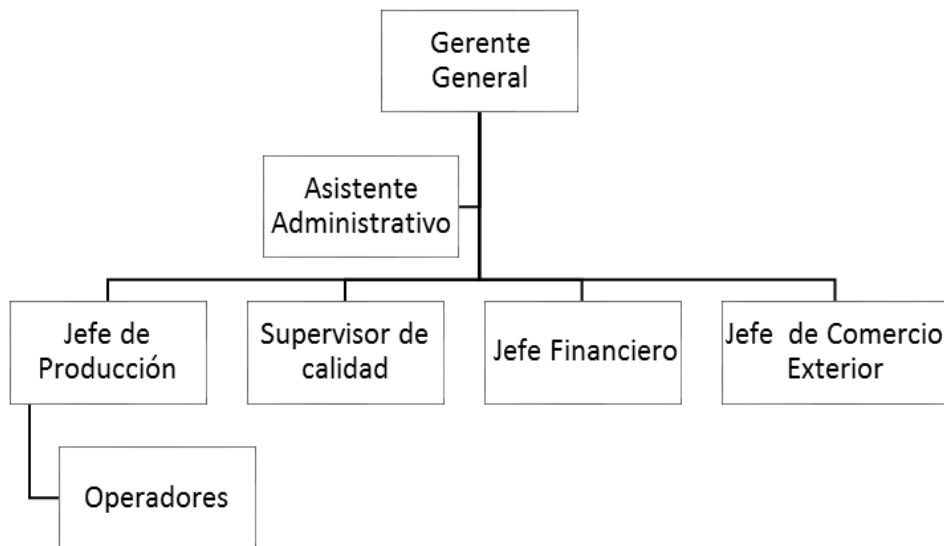 Gerente
General
Asistente
Administrativo
Jefe de
Producción
Supervisor de
calidad
Jefe Financiero
Jefe  de Comercio
Exterior
Operadores